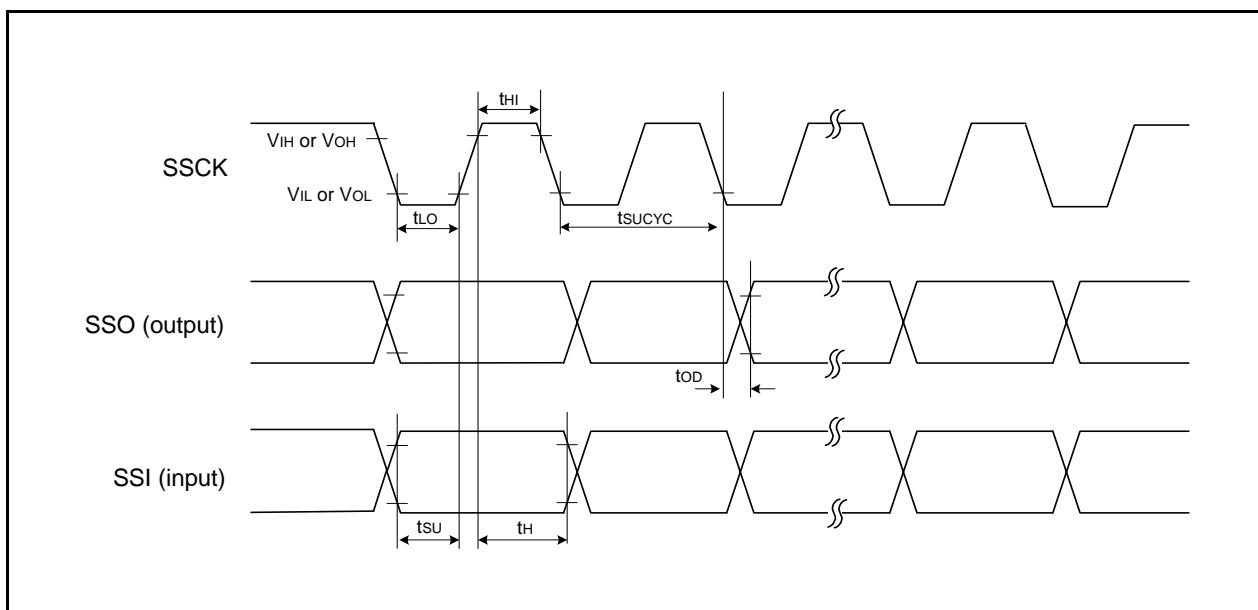 tHI
VIH or VOH
SSCK
VIL or VOL
tLO
tSUCYC
SSO (output)
tOD
SSI (input)
tSU
tH